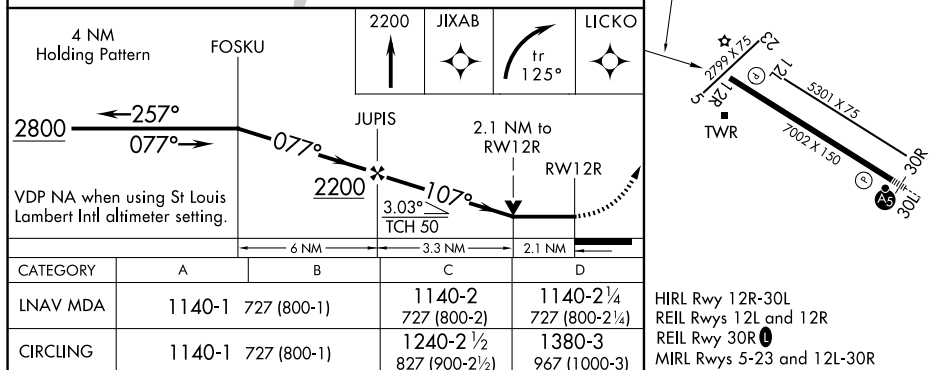 4 NM
Holding Pattern
FOSKU
2200
JIXAB
tr
125°
LICKO
2800
257°
077°
077°
JUPIS
2200
107°
2.1 NM to
RW12R
RW12R
VDP NA when using St Louis
Lambert Intl altimeter setting.
3.03°
TCH 50
6 NM
3.3 NM
2.1 NM
CATEGORY A B C D
LNAV MDA 1140-1 727 (800-1) 1140-2 727 (800-2) 1140-2¼ 727 (800-2¼)
CIRCLING 1140-1 727 (800-1) 1240-2½ 827 (900-2½) 1380-3 967 (1000-3)
2799 X 75
23
5
12R
12L
P
5301 X 75
TWR
7002 X 150
30R
P
A5
30L
HIRL Rwy 12R-30L
REIL Rwys 12L and 12R
REIL Rwy 30R L
MIRL Rwys 5-23 and 12L-30R